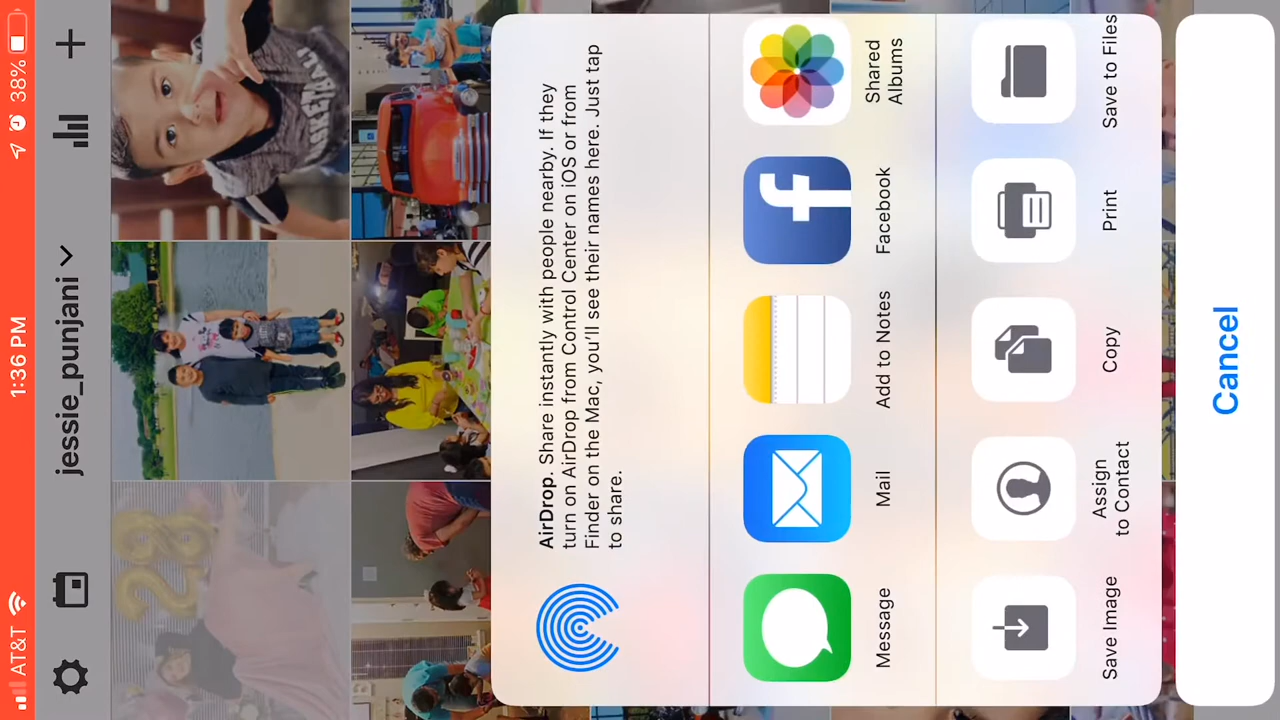 AT&T
1:36 PM
38%
jessie_punjani
28
AirDrop. Share instantly with people nearby. If they
turn on AirDrop from Control Center on iOS or from
Finder on the Mac, you'll see their names here. Just tap
to share.
Message
Mail
Add to Notes
Facebook
Shared
Albums
Save Image
Assign
to Contact
Copy
Print
Save to Files
Cancel